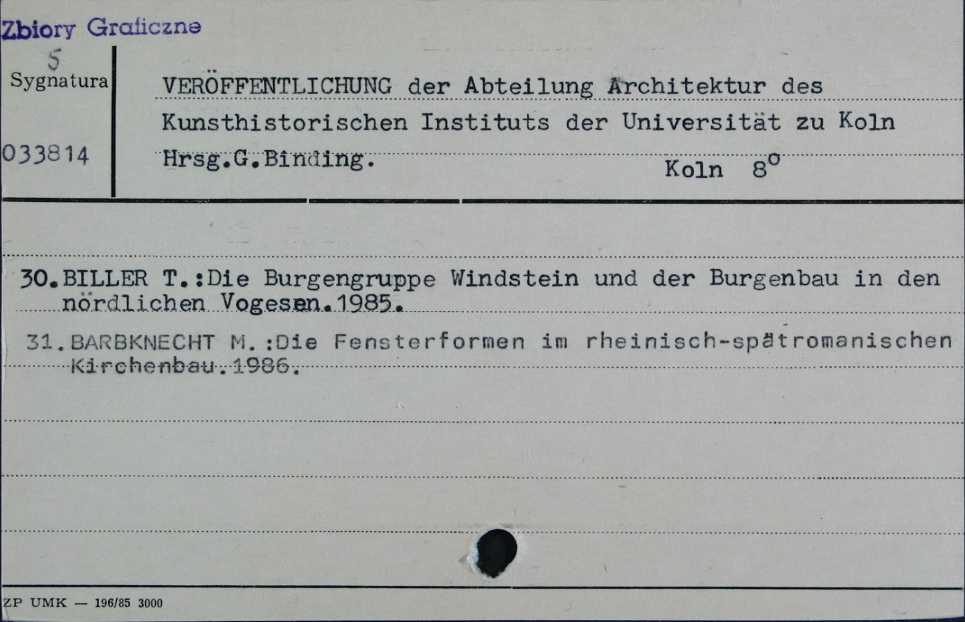 Zbiory Graficzne
5
Sygnatura
033814
VERÖFFENTLICHUNG der Abteilung Architektur des
Kunsthistorischen Instituts der Universität zu Koln
Hrsg.G.Binding.
Koln 8º
30.BILLER T.:Die Burgengruppe Windstein und der Burgenbau in den
nördlichen Vogesen.1985.
31.BARBKNECHT M.:Die Fensterformen im rheinisch-spätromanischen
Kirchenbau.1986.
ZP UMK — 196/85 3000